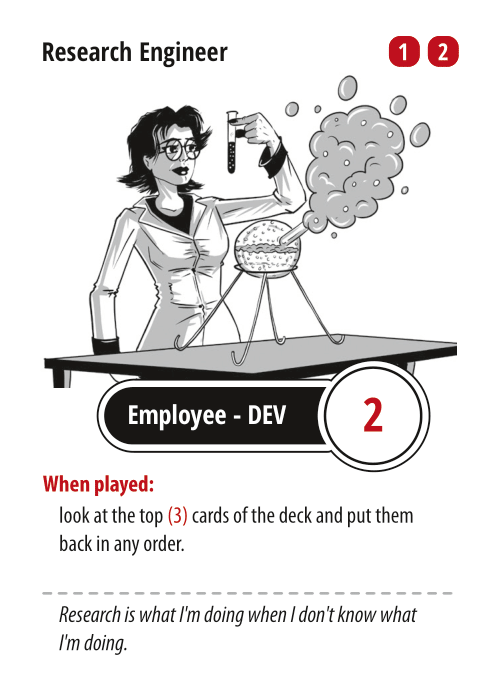 Research Engineer 1 2
Employee - DEV 2
When played:
look at the top (3) cards of the deck and put them
back in any order.
Research is what I'm doing when I don't know what
I'm doing.